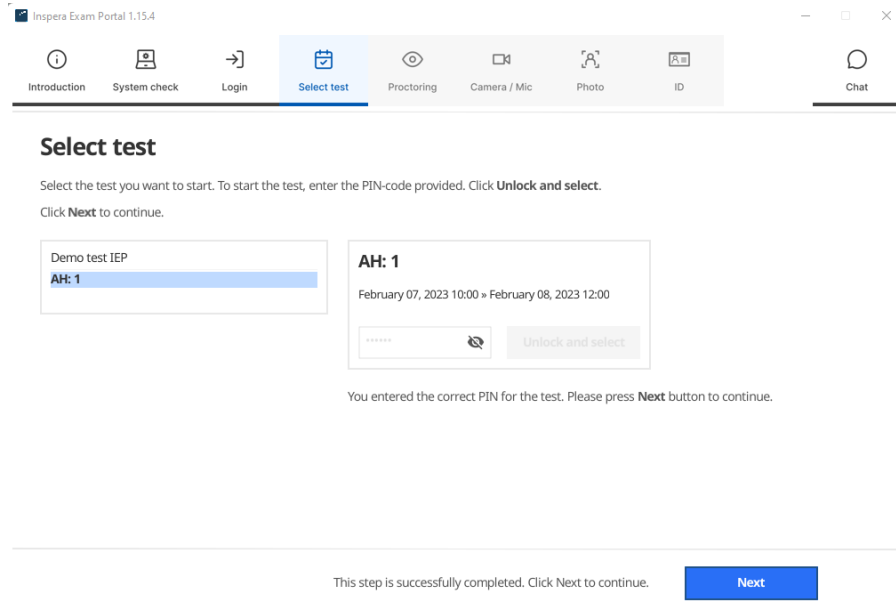 Inspera Exam Portal 1.15.4
Introduction
System check
Login
Select test
Proctoring
Camera / Mic
Photo
ID
Chat
Select test
Select the test you want to start. To start the test, enter the PIN-code provided. Click Unlock and select.
Click Next to continue.
Demo test IEP
AH: 1
AH: 1
February 07, 2023 10:00 » February 08, 2023 12:00
Unlock and select
You entered the correct PIN for the test. Please press Next button to continue.
This step is successfully completed. Click Next to continue.
Next